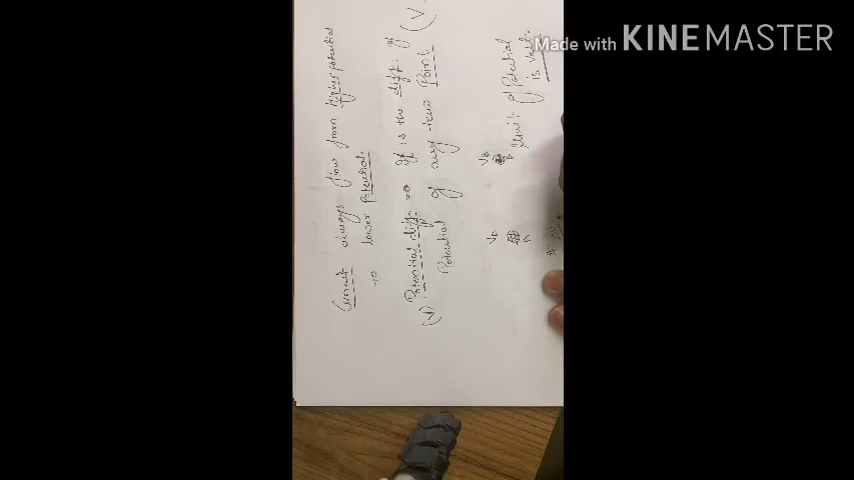 Current always flow from higher potential
to lower potential.
(V) Potential diff. => It is the diff. of
Potential of any two Point. (V)
VA VB
A B
Unit of Potential
is volt.
Made with KINEMASTER